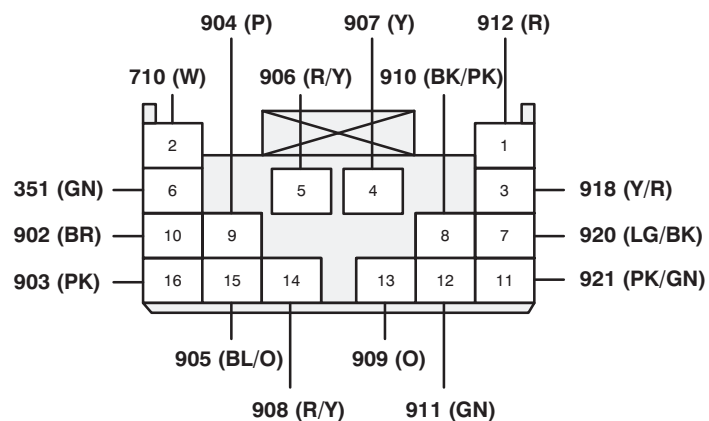 904 (P) 907 (Y) 912 (R)
710 (W) 906 (R/Y) 910 (BK/PK)
2 1
351 (GN) 6 5 4 3 918 (Y/R)
902 (BR) 10 9 8 7 920 (LG/BK)
903 (PK) 16 15 14 13 12 11 921 (PK/GN)
905 (BL/O) 909 (O)
908 (R/Y) 911 (GN)